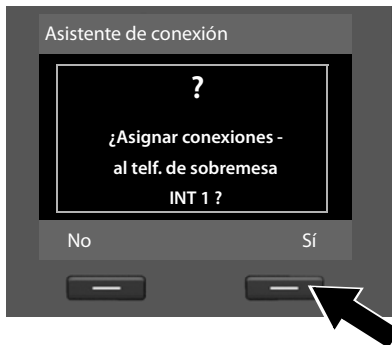 Asistente de conexión
?
¿Asignar conexiones -
al telf. de sobremesa
INT 1 ?
No Sí